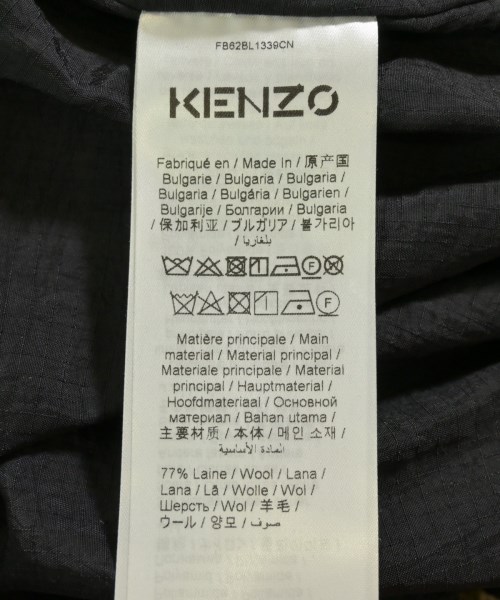 FB62BL1339CN
KENZO
Fabriqué en / Made In / 原产国
Bulgarie / Bulgaria / Bulgaria /
Bulgaria / Bulgária / Bulgarien /
Bulgarije / Болгарии / Bulgaria
/ 保加利亚 / ブルガリア / 불가리아
/ بلغاريا
F
F
Matière principale / Main
material / Material principal /
Materiale principale / Material
principal / Hauptmaterial /
Hoofdmateriaal / Основной
материал / Bahan utama /
主要材质 / 本体 / 메인 소재 /
المادة الأساسية
77% Laine / Wool / Lana /
Lana / Lã / Wolle / Wol /
Шерсть / Wol / 羊毛 /
ウール / 양모 / صوف